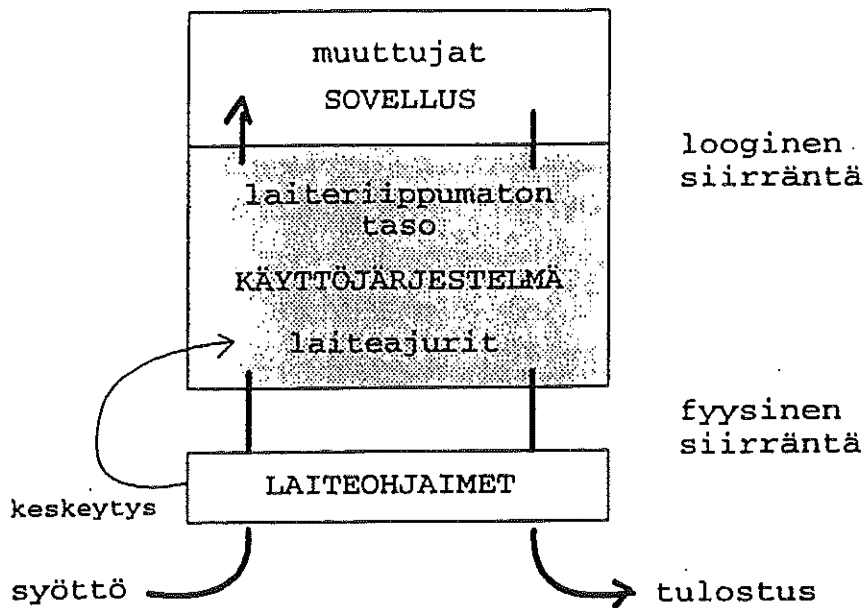 muuttujat
SOVELLUS
looginen
siirräntä
laiteriippumaton
taso
KÄYTTÖJÄRJESTELMÄ
laiteajurit
fyysinen
siirräntä
LAITEOHJAIMET
keskeytys
syöttö
tulostus